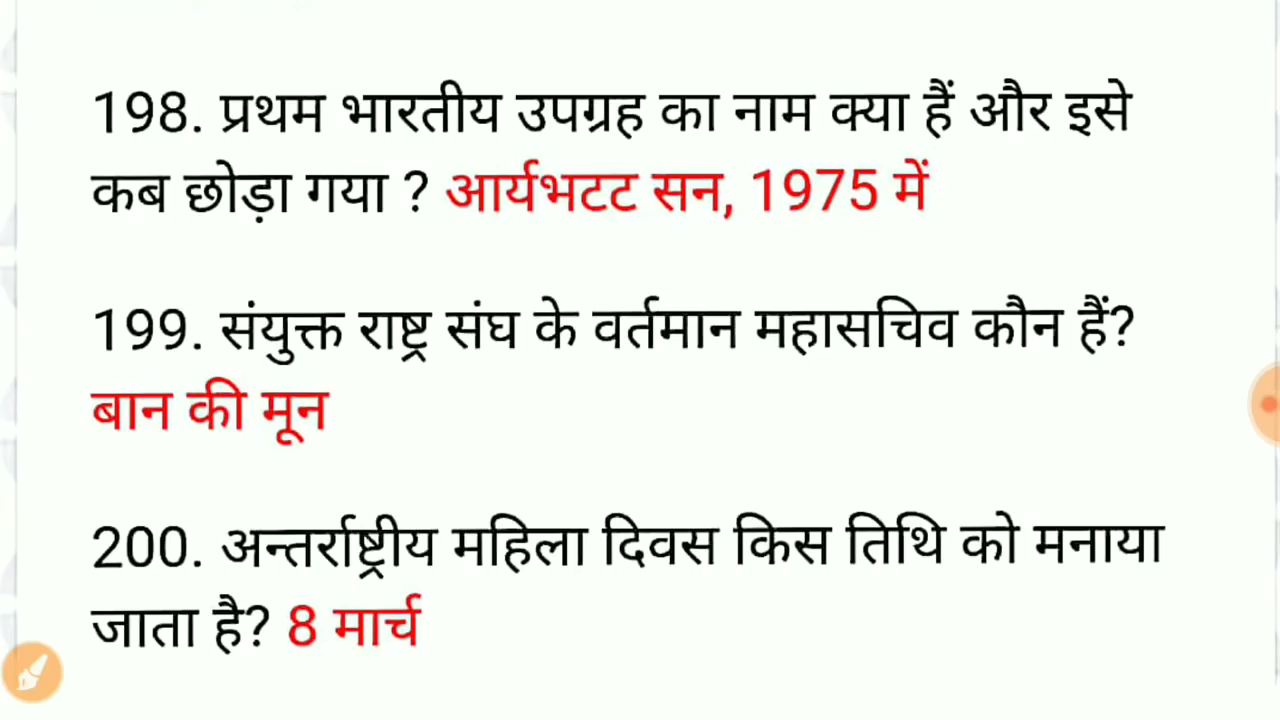 198. प्रथम भारतीय उपग्रह का नाम क्या हैं और इसे
कब छोड़ा गया ? आर्यभटट सन, 1975 में
199. संयुक्त राष्ट्र संघ के वर्तमान महासचिव कौन हैं?
बान की मून
200. अन्तर्राष्ट्रीय महिला दिवस किस तिथि को मनाया
जाता है? 8 मार्च